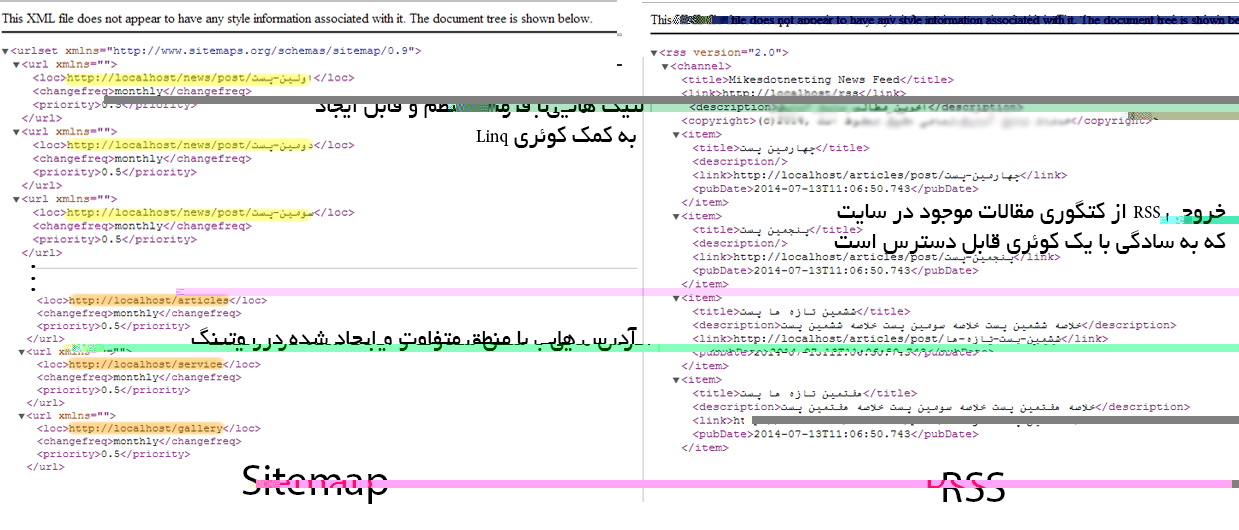 This XML file does not appear to have any style information associated with it. The document tree is shown below.
▼<urlset xmlns="http://www.sitemaps.org/schemas/sitemap/0.9">
▼<url xmlns="">
<loc>http://localhost/news/post/اولین-پست</loc>
<changefreq>monthly</changefreq>
<priority>0.5</priority>
</url>
▼<url xmlns="">
<loc>http://localhost/news/post/دومین-پست</loc>
<changefreq>monthly</changefreq>
<priority>0.5</priority>
</url>
▼<url xmlns="">
<loc>http://localhost/news/post/سومین-پست</loc>
<changefreq>monthly</changefreq>
<priority>0.5</priority>
</url>
لینک هایی با و قابل ایجاد
به کمک کوئری Linq
<loc>http://localhost/articles</loc>
<changefreq>monthly</changefreq>
<priority>0.5</priority>
</url>
▼<url xmlns="">
<loc>http://localhost/service</loc>
<changefreq>monthly</changefreq>
<priority>0.5</priority>
</url>
▼<url xmlns="">
<loc>http://localhost/gallery</loc>
<changefreq>monthly</changefreq>
<priority>0.5</priority>
</url>
آدرس هایی با منطق متفاوت و ایجاد شده در روتینگ
Sitemap
This file does not appear to have any style information associated with it. The document tree is shown be
▼<rss version="2.0">
▼<channel>
<title>Mikesdotnetting News Feed</title>
<link>http://localhost/rss</link>
<description>آخرین مطالب</description>
<copyright>(c)2014, </copyright>
▼<item>
<title>چهارمین پست</title>
<description/>
<link>http://localhost/articles/post/چهارمین-پست</link>
<pubDate>2014-07-13T11:06:50.743</pubDate>
</item>
▼<item>
<title>پنجمین پست</title>
<description/>
<link>http://localhost/articles/post/پنجمین-پست</link>
<pubDate>2014-07-13T11:06:50.743</pubDate>
</item>
▼<item>
<title>ششمین تازه ها پست</title>
<description>خلاصه ششمین پست خلاصه سومین پست خلاصه ششمین پست</description>
<link>http://localhost/articles/post/ششمین-پست-تازه-ها</link>
<pubDate>2014-07-13T11:06:50.743</pubDate>
</item>
▼<item>
<title>هفتمین تازه ها پست</title>
<description>خلاصه هفتمین پست خلاصه سومین پست خلاصه هفتمین پست</description>
<link>
<pubDate>2014-07-13T11:06:50.743</pubDate>
</item>
خروجی RSS از کتگوری مقالات موجود در سایت
که به سادگی با یک کوئری قابل دسترس است
RSS